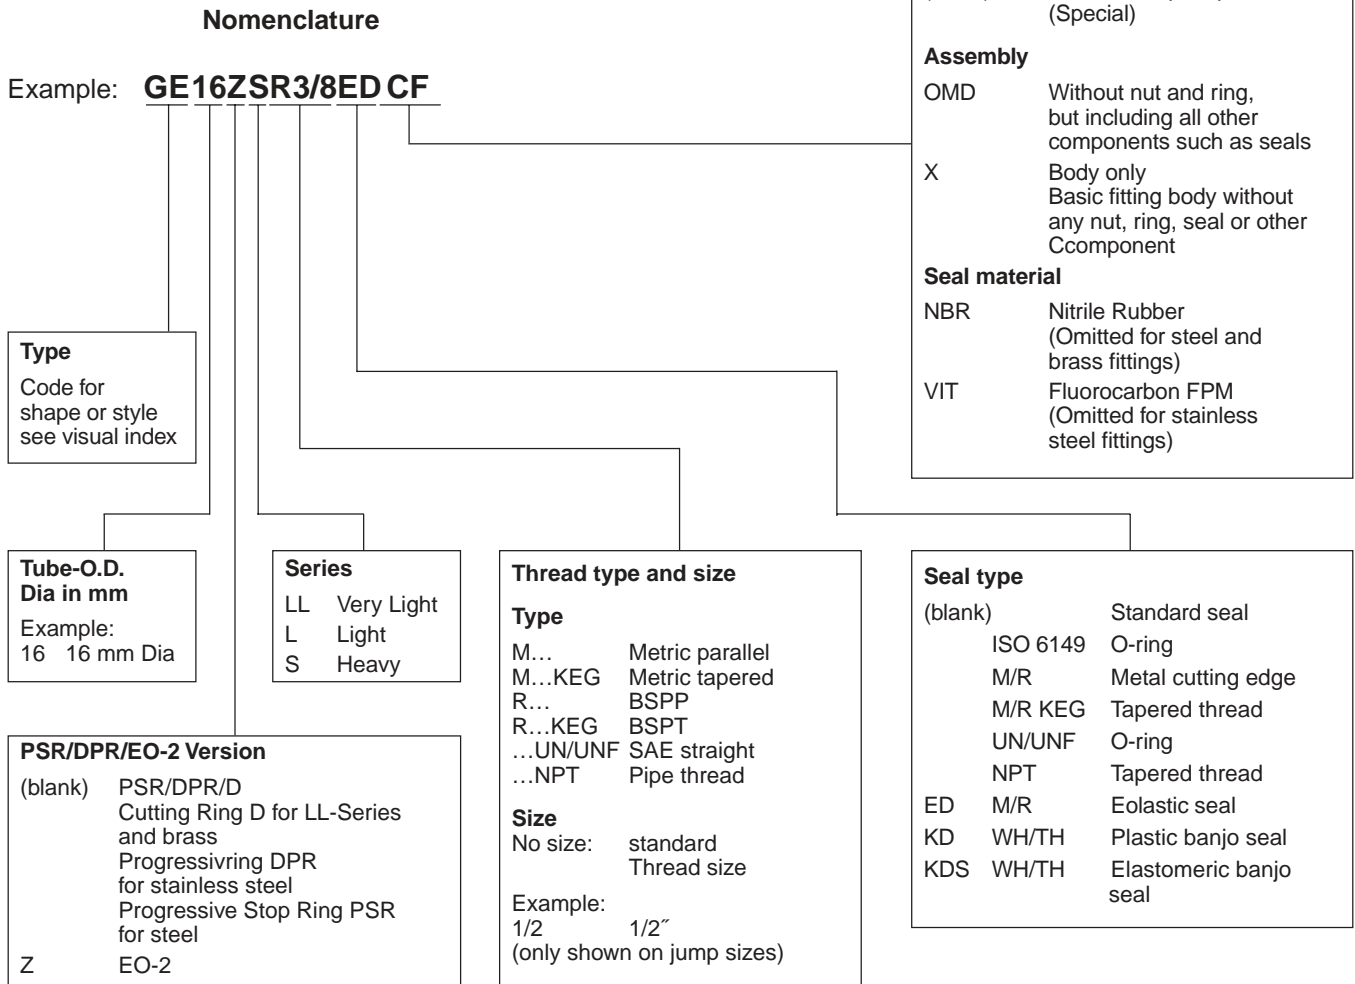 Nomenclature
Example: GE16ZSR3/8ED CF
(Special)
Assembly
OMD Without nut and ring,
but including all other
components such as seals
X Body only
Basic fitting body without
any nut, ring, seal or other
Ccomponent
Seal material
NBR Nitrile Rubber
(Omitted for steel and
brass fittings)
VIT Fluorocarbon FPM
(Omitted for stainless
steel fittings)
Type
Code for
shape or style
see visual index
Tube-O.D.
Dia in mm
Example:
16 16 mm Dia
Series
LL Very Light
L Light
S Heavy
PSR/DPR/EO-2 Version
(blank) PSR/DPR/D
Cutting Ring D for LL-Series
and brass
Progressivring DPR
for stainless steel
Progressive Stop Ring PSR
for steel
Z EO-2
Thread type and size
Type
M… Metric parallel
M…KEG Metric tapered
R… BSPP
R…KEG BSPT
…UN/UNF SAE straight
…NPT Pipe thread
Size
No size: standard
Thread size
Example:
1/2 1/2˝
(only shown on jump sizes)
Seal type
(blank) Standard seal
ISO 6149 O-ring
M/R Metal cutting edge
M/R KEG Tapered thread
UN/UNF O-ring
NPT Tapered thread
ED M/R Eolastic seal
KD WH/TH Plastic banjo seal
KDS WH/TH Elastomeric banjo
seal